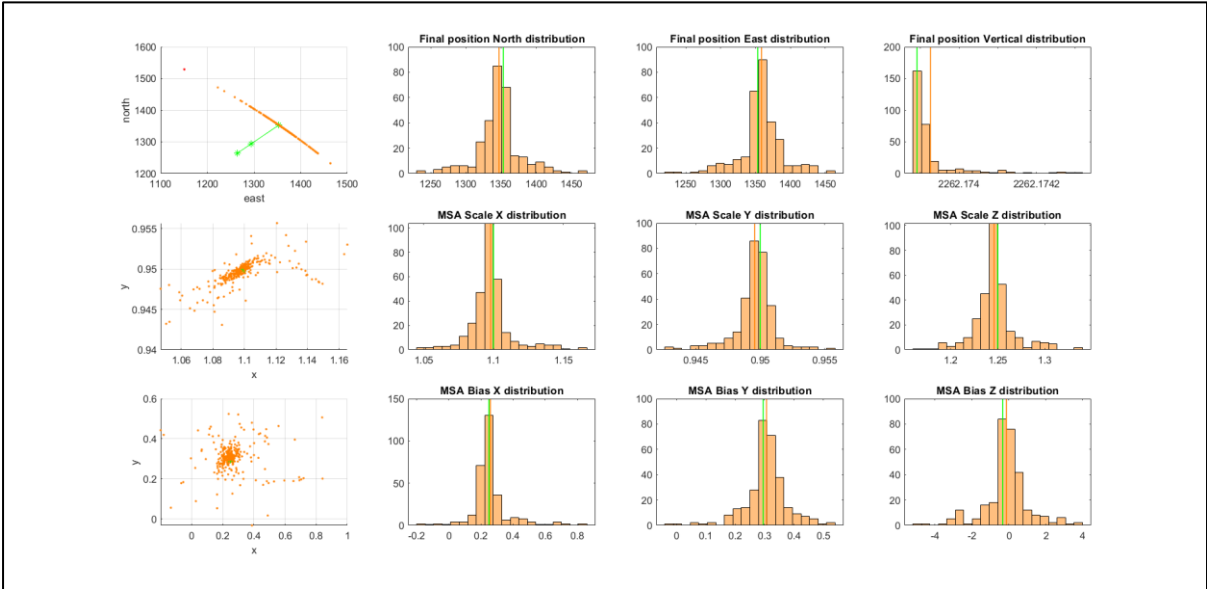 1600
1500
1400
1300
1200
north
1100 1200 1300 1400 1500
east
Final position North distribution
100
80
60
40
20
0
1250 1300 1350 1400 1450
Final position East distribution
100
80
60
40
20
0
1250 1300 1350 1400 1450
Final position Vertical distribution
200
150
100
50
0
2262.174 2262.1742
0.955
0.95
0.945
0.94
y
1.06 1.08 1.1 1.12 1.14 1.16
x
MSA Scale X distribution
100
80
60
40
20
0
1.05 1.1 1.15
MSA Scale Y distribution
100
80
60
40
20
0
0.945 0.95 0.955
MSA Scale Z distribution
100
80
60
40
20
0
1.2 1.25 1.3
0.6
0.4
0.2
0
y
0 0.2 0.4 0.6 0.8 1
x
MSA Bias X distribution
150
100
50
0
-0.2 0 0.2 0.4 0.6 0.8
MSA Bias Y distribution
100
80
60
40
20
0
0 0.1 0.2 0.3 0.4 0.5
MSA Bias Z distribution
100
80
60
40
20
0
-4 -2 0 2 4